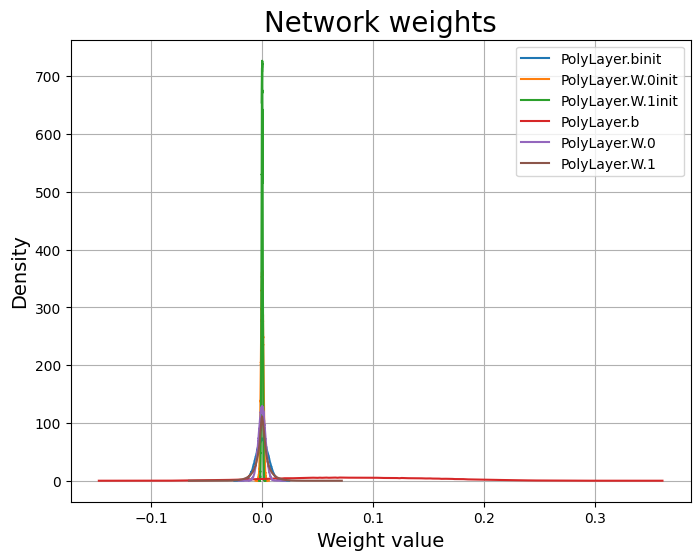 Network weights
PolyLayer.binit
PolyLayer.W.0init
PolyLayer.W.1init
PolyLayer.b
PolyLayer.W.0
PolyLayer.W.1
Density
700
600
500
400
300
200
100
0
−0.1
0.0
0.1
0.2
0.3
Weight value